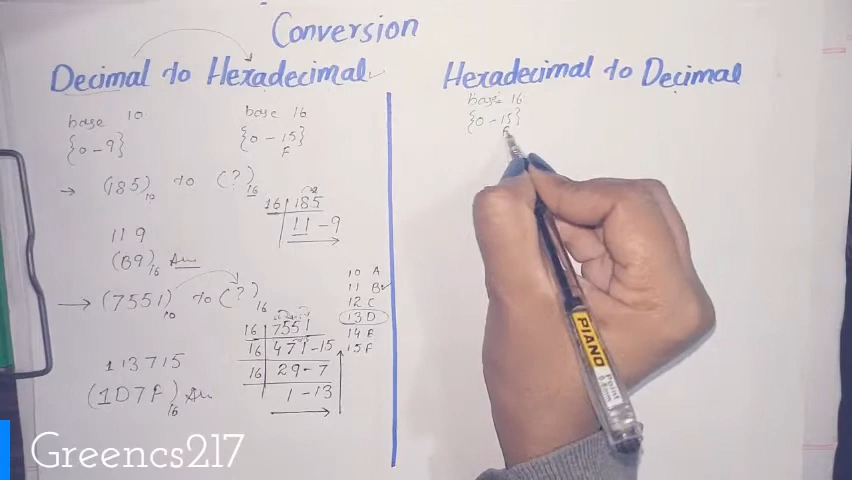 Conversion
Decimal to Hexadecimal
base 10
{0-9}
base 16
{0-15}
F
→ (185)10 to (?)16
16 185
11-9
119
(B9)16 Ans
→ (7551)10 to (?)16
16 7551
16 471-15
16 29-7
1-13
10 A
11 B
12 C
13 D
14 E
15 F
1 13 7 15
(1D7F)16 Ans
Hexadecimal to Decimal
base 16
{0-15}
F
PIANO
Greencs217